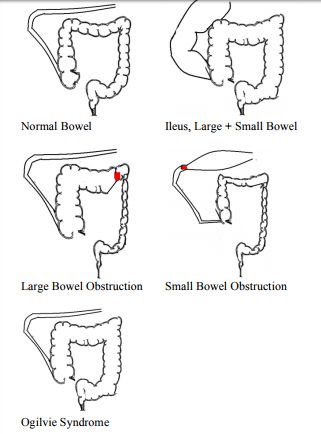 Normal Bowel
Ileus, Large + Small Bowel
Large Bowel Obstruction
Small Bowel Obstruction
Ogilvie Syndrome